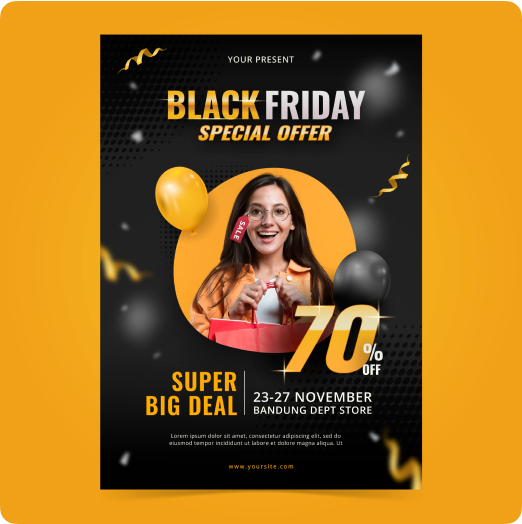 YOUR PRESENT
BLACK FRIDAY
SPECIAL OFFER
SALE
70%
OFF
SUPER
BIG DEAL
23-27 NOVEMBER
BANDUNG DEPT STORE
Lorem ipsum dolor sit amet, consectetur adipiscing elit, sed do
eiusmod tempor incididunt ut labore et dolore magna aliqua. Ut
www.yoursite.com